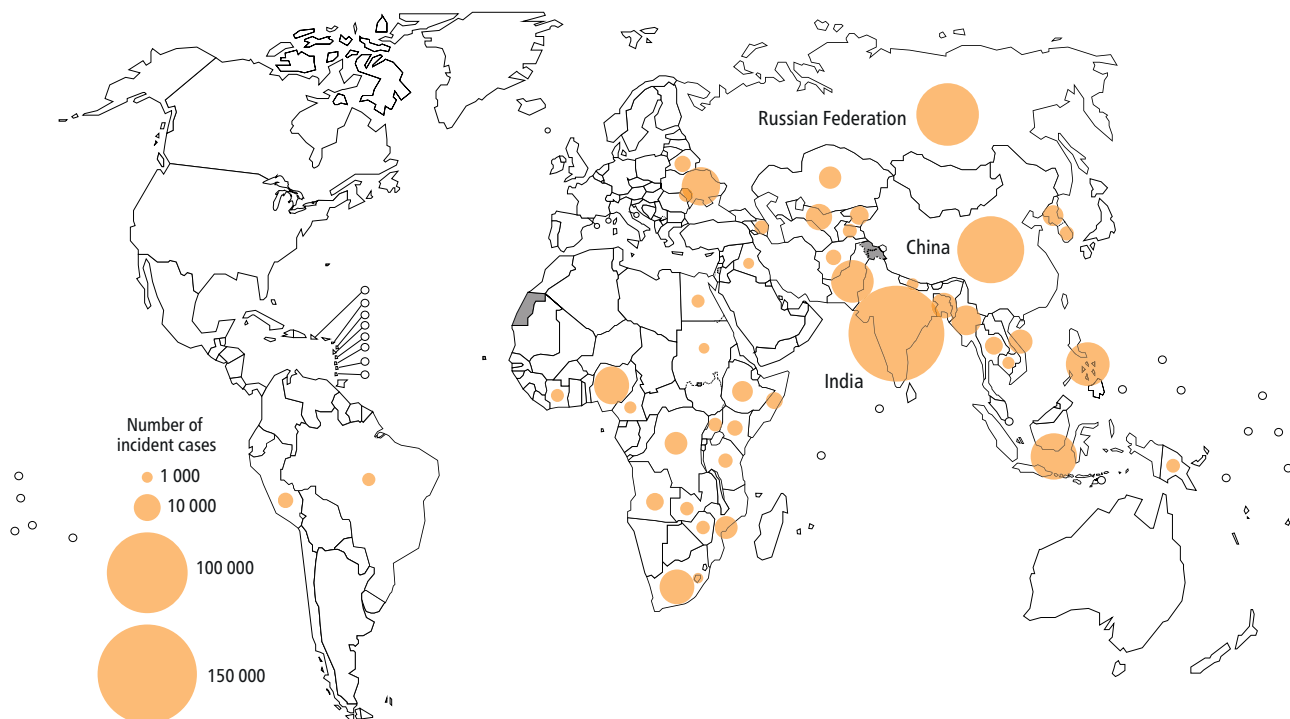 Russian Federation
China
India
Number of
incident cases
1 000
10 000
100 000
150 000